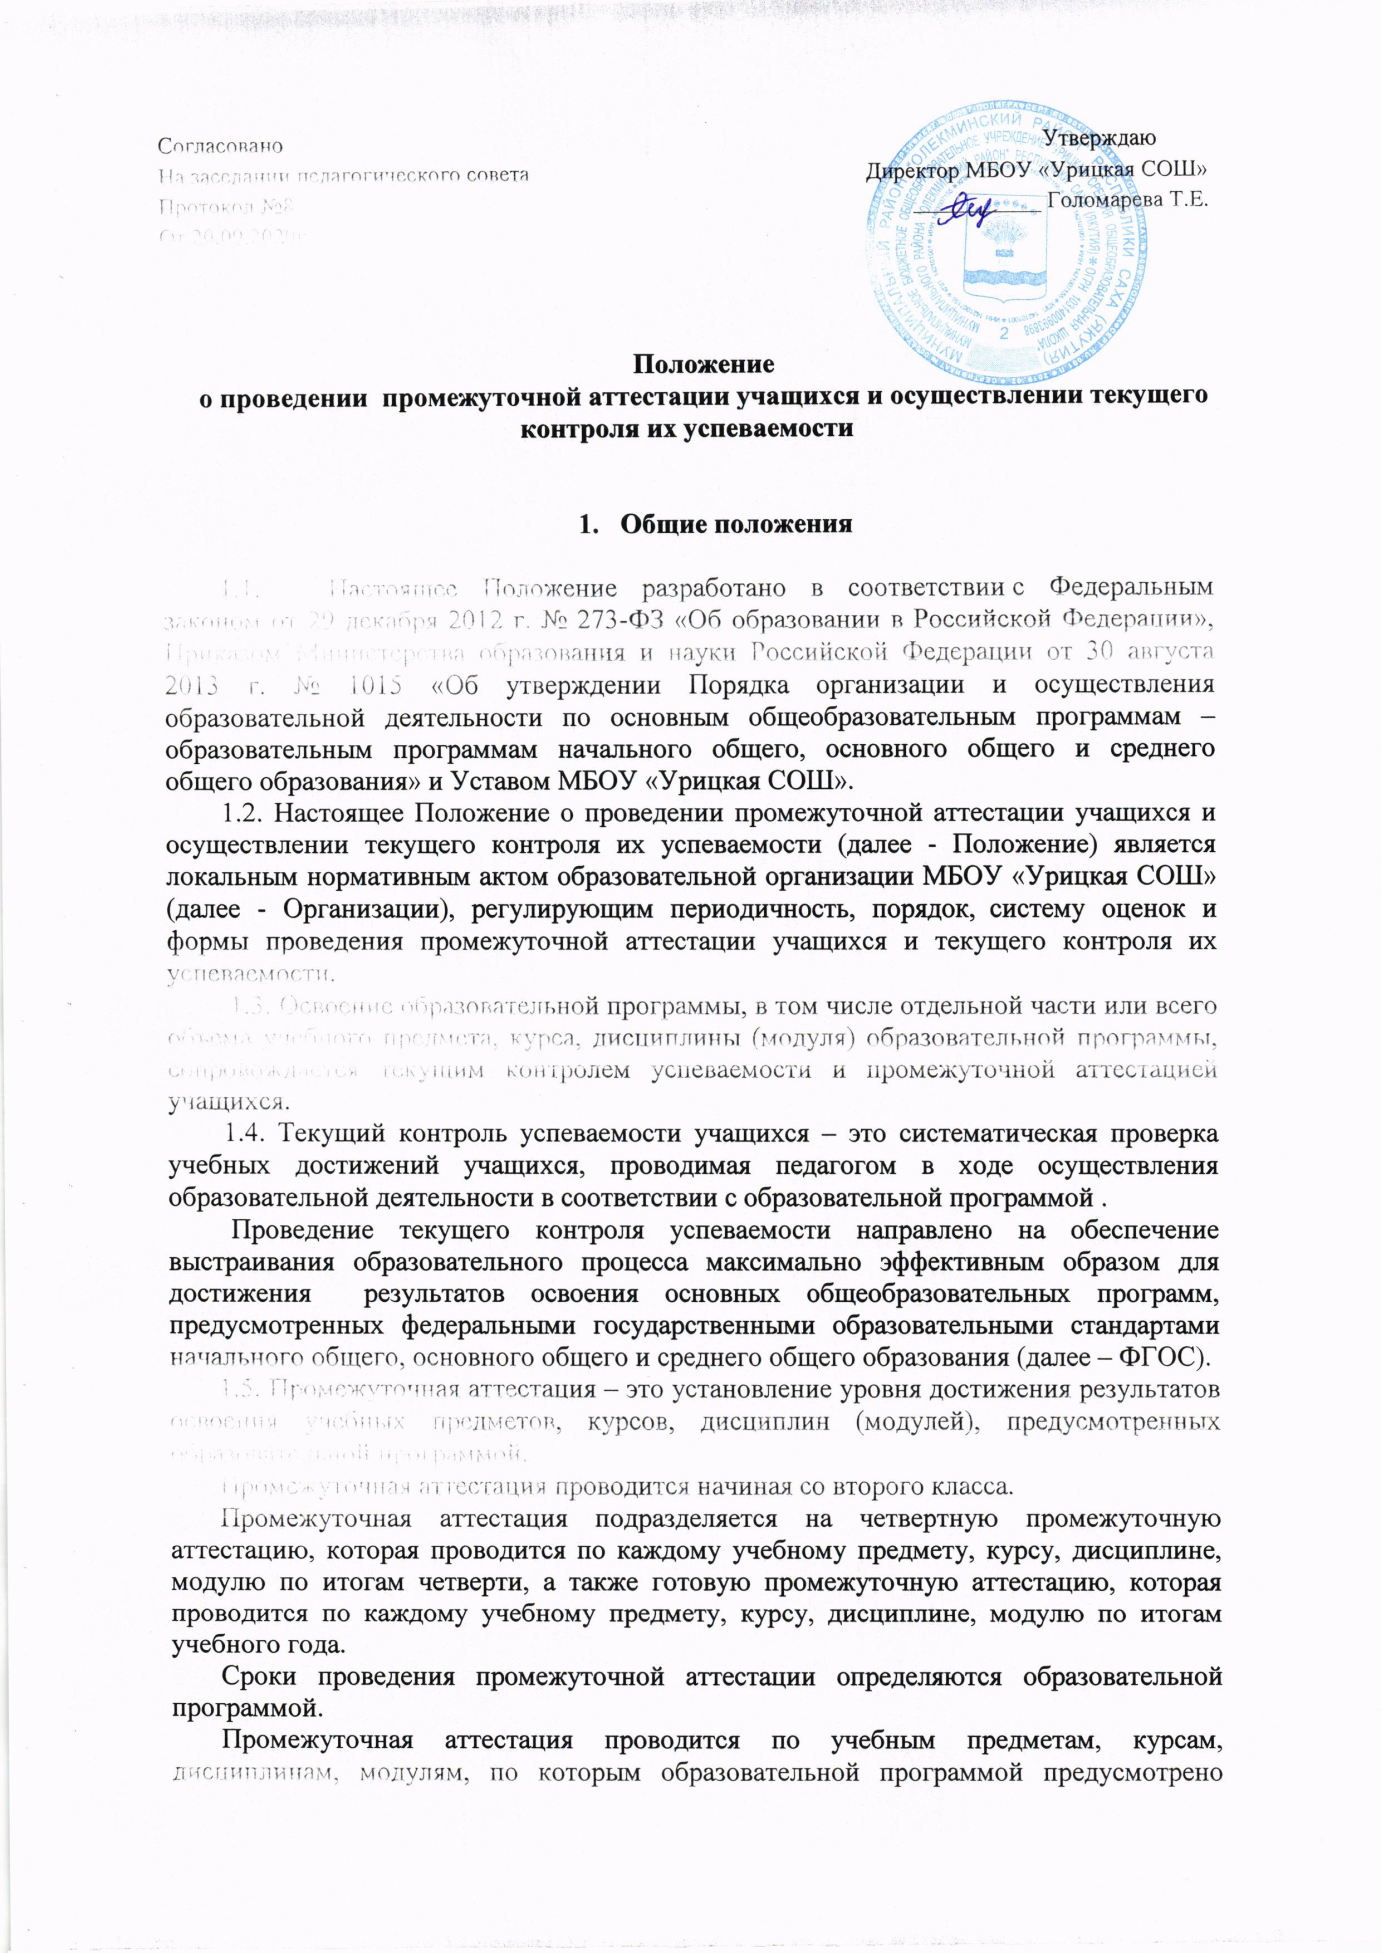 Согласовано
На заседании педагогического совета
Протокол №8
От
Утверждаю
Директор МБОУ «Урицкая СОШ»
Голомарева Т.Е.
2
Положение
о проведении промежуточной аттестации учащихся и осуществлении текущего
контроля их успеваемости
1. Общие положения
1.1. Настоящее Положение разработано в соответствии с Федеральным
законом от 29 декабря 2012 г. № 273-ФЗ «Об образовании в Российской Федерации»,
Приказом Министерства образования и науки Российской Федерации от 30 августа
2013 г. № 1015 «Об утверждении Порядка организации и осуществления
образовательной деятельности по основным общеобразовательным программам –
образовательным программам начального общего, основного общего и среднего
общего образования» и Уставом МБОУ «Урицкая СОШ».
1.2. Настоящее Положение о проведении промежуточной аттестации учащихся и
осуществлении текущего контроля их успеваемости (далее - Положение) является
локальным нормативным актом образовательной организации МБОУ «Урицкая СОШ»
(далее - Организации), регулирующим периодичность, порядок, систему оценок и
формы проведения промежуточной аттестации учащихся и текущего контроля их
успеваемости.
1.3. Освоение образовательной программы, в том числе отдельной части или всего
объема учебного предмета, курса, дисциплины (модуля) образовательной программы,
сопровождается текущим контролем успеваемости и промежуточной аттестацией
учащихся.
1.4. Текущий контроль успеваемости учащихся – это систематическая проверка
учебных достижений учащихся, проводимая педагогом в ходе осуществления
образовательной деятельности в соответствии с образовательной программой .
Проведение текущего контроля успеваемости направлено на обеспечение
выстраивания образовательного процесса максимально эффективным образом для
достижения результатов освоения основных общеобразовательных программ,
предусмотренных федеральными государственными образовательными стандартами
начального общего, основного общего и среднего общего образования (далее – ФГОС).
1.5. Промежуточная аттестация – это установление уровня достижения результатов
освоения учебных предметов, курсов, дисциплин (модулей), предусмотренных
образовательной программой.
Промежуточная аттестация проводится начиная со второго класса.
Промежуточная аттестация подразделяется на четвертную промежуточную
аттестацию, которая проводится по каждому учебному предмету, курсу, дисциплине,
модулю по итогам четверти, а также готовую промежуточную аттестацию, которая
проводится по каждому учебному предмету, курсу, дисциплине, модулю по итогам
учебного года.
Сроки проведения промежуточной аттестации определяются образовательной
программой.
Промежуточная аттестация проводится по учебным предметам, курсам,
дисциплинам, модулям, по которым образовательной программой предусмотрено